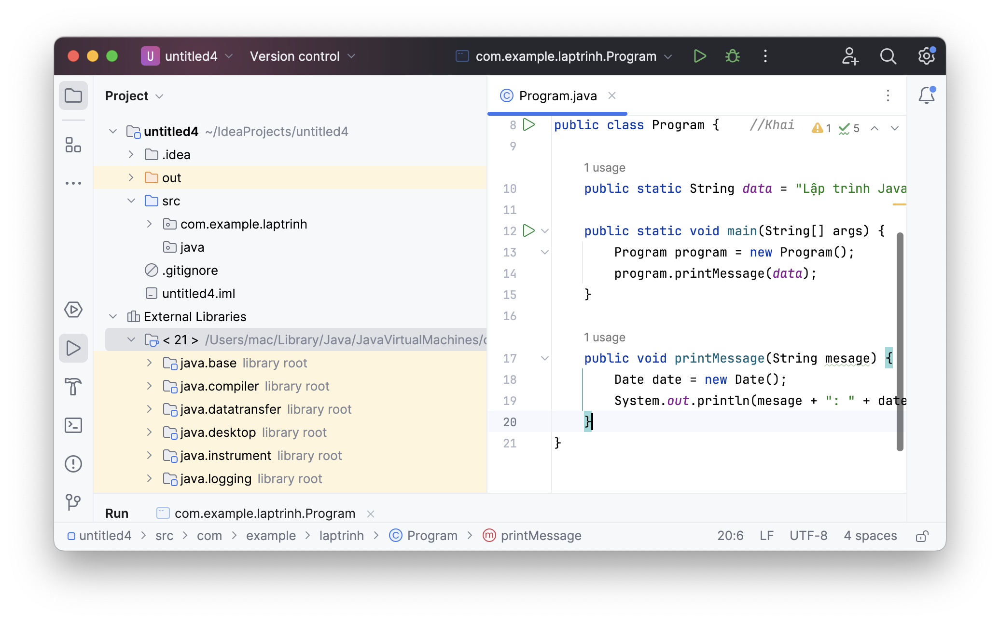 U untitled4 Version control com.example.laptrinh.Program
Project
untitled4 ~/IdeaProjects/untitled4
.idea
out
src
com.example.laptrinh
java
.gitignore
untitled4.iml
External Libraries
< 21 > /Users/mac/Library/Java/JavaVirtualMachines/
java.base library root
java.compiler library root
java.datatransfer library root
java.desktop library root
java.instrument library root
java.logging library root
Program.java
8 public class Program { //Khai 1 5
9
1 usage
10 public static String data = "Lập trình Java
11
12 public static void main(String[] args) {
13 Program program = new Program();
14 program.printMessage(data);
15 }
16
1 usage
17 public void printMessage(String mesage) {
18 Date date = new Date();
19 System.out.println(mesage + ": " + date
20 }
21 }
Run com.example.laptrinh.Program
untitled4 > src > com > example > laptrinh > C Program > m printMessage 20:6 LF UTF-8 4 spaces